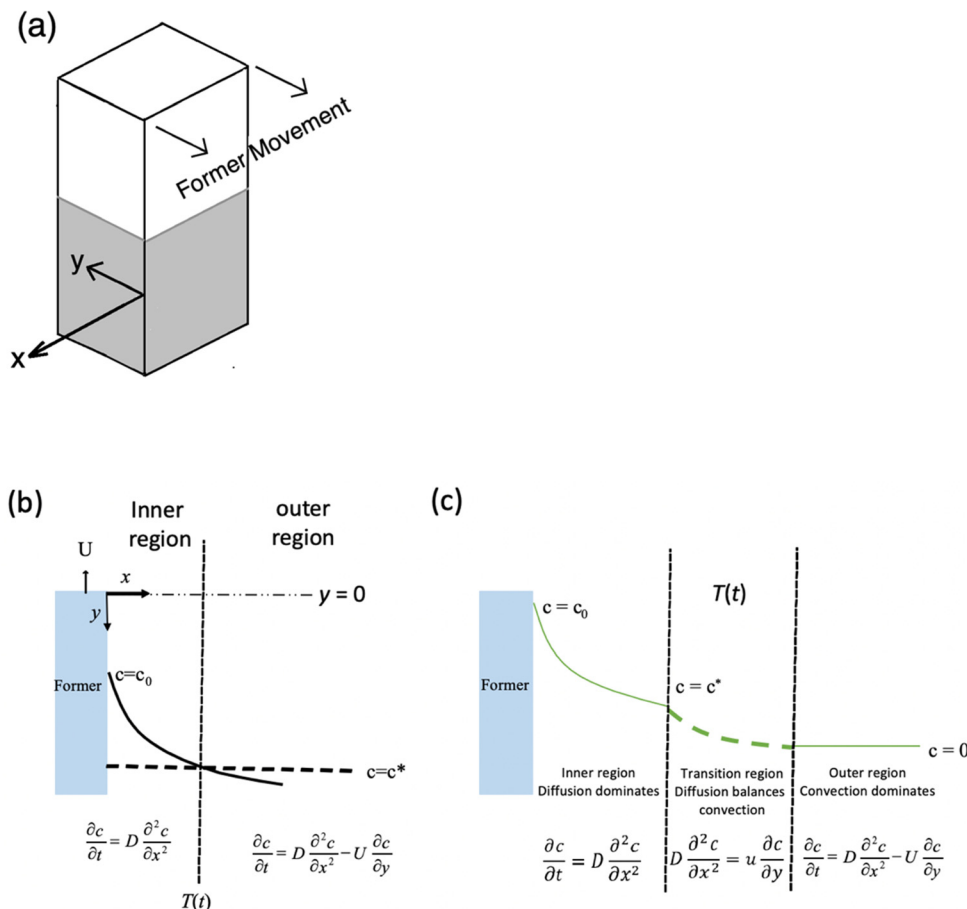 (a)
Former Movement
y
x
(b)
Inner
region
outer
region
U
x
y = 0
y
c=c₀
Former
c=c*
∂c/∂t = D ∂²c/∂x²
∂c/∂t = D ∂²c/∂x² − U ∂c/∂y
T(t)
(c)
T(t)
c = c₀
Former
c = c*
c = 0
Inner region
Diffusion dominates
Transition region
Diffusion balances
convection
Outer region
Convection dominates
∂c/∂t = D ∂²c/∂x²
D ∂²c/∂x² = u ∂c/∂y
∂c/∂t = D ∂²c/∂x² − U ∂c/∂y